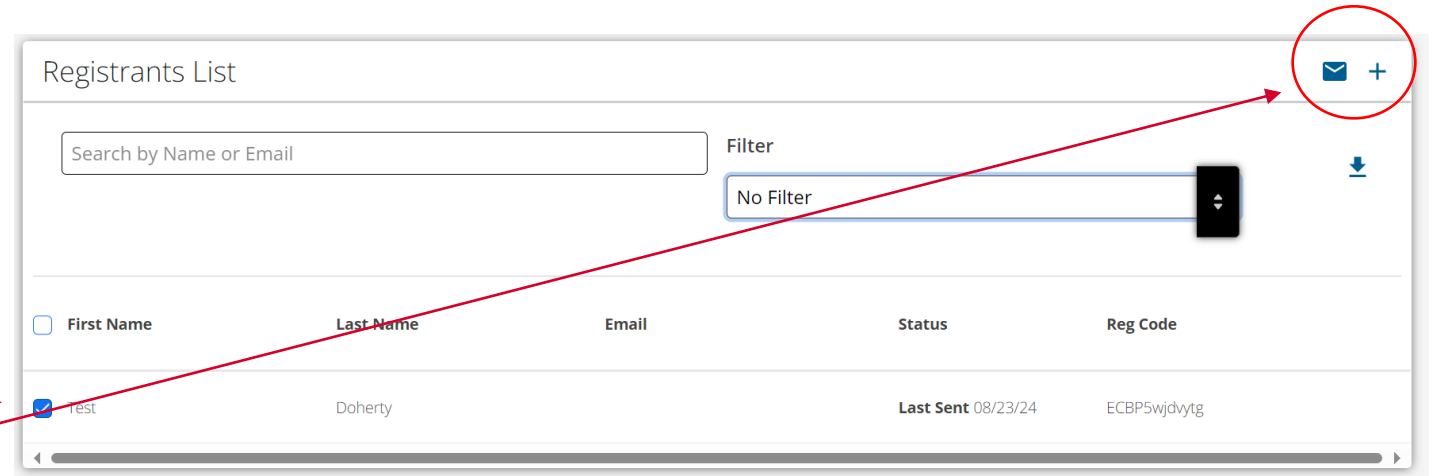 Registrants List
Search by Name or Email
Filter
No Filter
First Name Last Name Email Status Reg Code
Test Doherty Last Sent 08/23/24 ECBP5wjdvytg